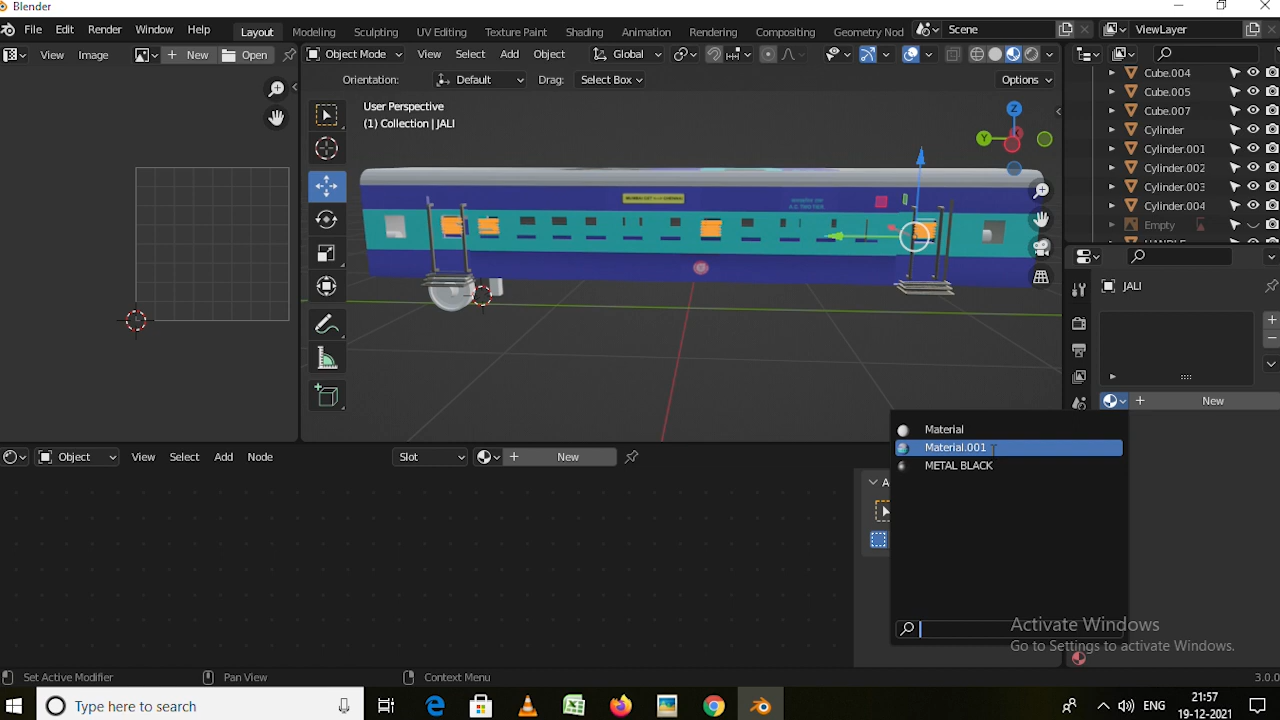 Blender
File Edit Render Window Help
Layout Modeling Sculpting UV Editing Texture Paint Shading Animation Rendering Compositing Geometry Nod
Scene
ViewLayer
View Image
New Open
Object Mode View Select Add Object
Global
Orientation: Default Drag: Select Box
Options
User Perspective
(1) Collection | JALI
Z
Y
Cube.004
Cube.005
Cube.007
Cylinder
Cylinder.001
Cylinder.002
Cylinder.003
Cylinder.004
Empty
JALI
New
Material
Material.001
METAL BLACK
Object View Select Add Node
Slot
New
Activate Windows
Go to Settings to activate Windows.
Set Active Modifier
Pan View
Context Menu
3.0.0
Type here to search
ENG
21:57
19-12-2021